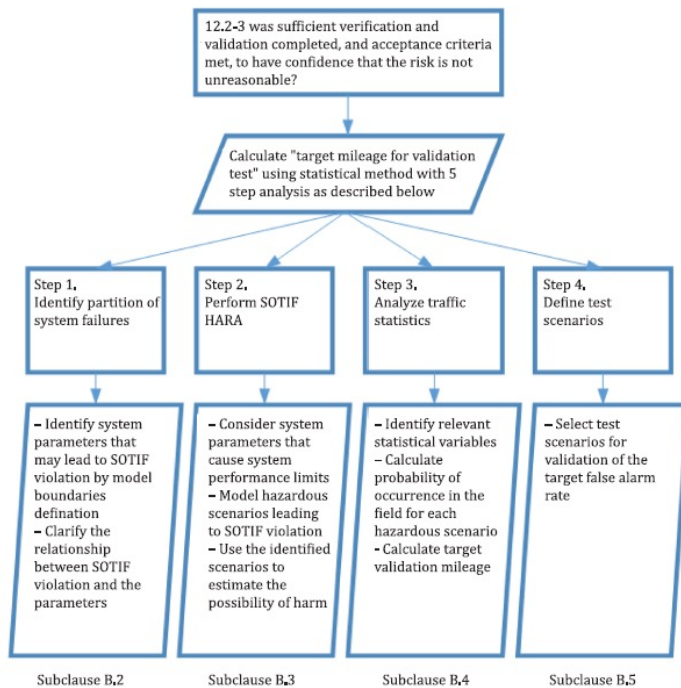 12.2-3 was sufficient verification and
validation completed, and acceptance criteria
met, to have confidence that the risk is not
unreasonable?
Calculate "target mileage for validation
test" using statistical method with 5
step analysis as described below
Step 1.
Identify partition of
system failures
Step 2.
Perform SOTIF
HARA
Step 3.
Analyze traffic
statistics
Step 4.
Define test
scenarios
– Identify system
parameters that
may lead to SOTIF
violation by model
boundaries
defination
– Clarify the
relationship
between SOTIF
violation and the
parameters
– Consider system
parameters that
cause system
performance limits
– Model hazardous
scenarios leading
to SOTIF violation
– Use the identified
scenarios to
estimate the
possibility of harm
– Identify relevant
statistical variables
– Calculate
probability of
occurrence in the
field for each
hazardous scenario
– Calculate target
validation mileage
– Select test
scenarios for
validation of the
target false alarm
rate
Subclause B.2
Subclause B.3
Subclause B.4
Subclause B.5